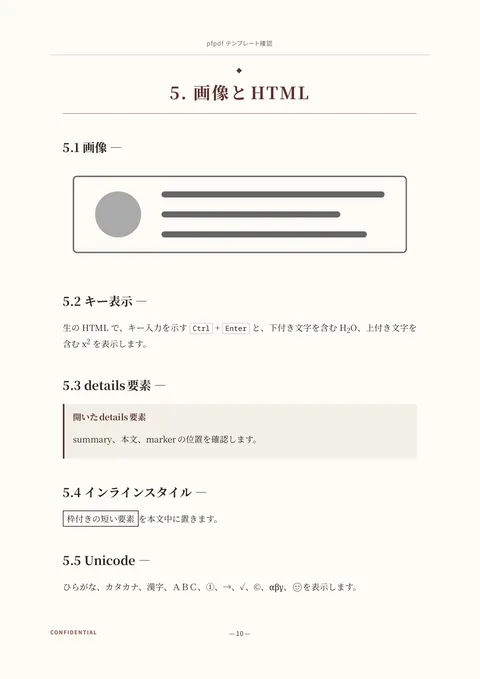 pfpdf テンプレート確認
◆
5. 画像と HTML
5.1 画像 —
5.2 キー表示 —
生の HTML で、キー入力を示す Ctrl + Enter と、下付き文字を含む H₂O、上付き文字を
含む x² を表示します。
5.3 details 要素 —
開いた details 要素
summary、本文、marker の位置を確認します。
5.4 インラインスタイル —
枠付きの短い要素 を本文中に置きます。
5.5 Unicode —
ひらがな、カタカナ、漢字、ＡＢＣ、①、→、√、©、αβγ、☺を表示します。
CONFIDENTIAL
— 10 —